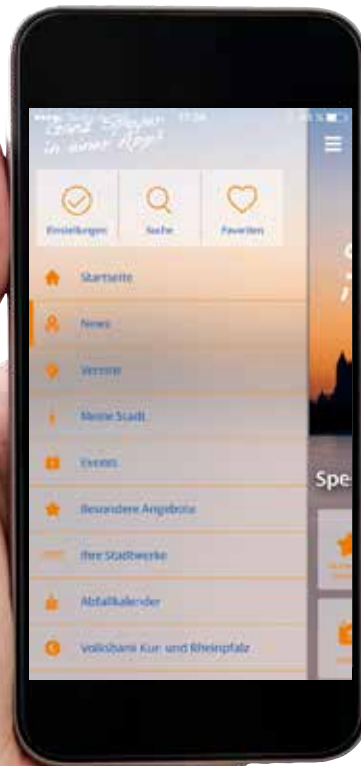 Ganz Speyer 17:24
in einer App!
Einstellungen Suche Favoriten
Startseite
News
Vereine
Meine Stadt
Events
Besondere Angebote
Ihre Stadtwerke
Abfallkalender
Volksbank Kur- und Rheinpfalz
Spe